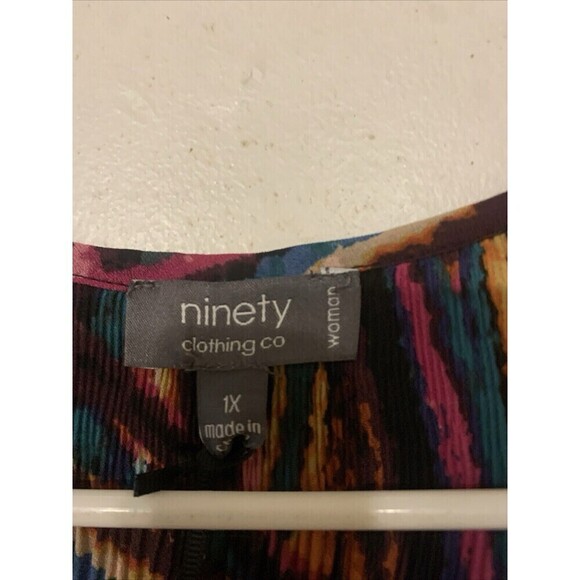 ninety
clothing co
woman
1X
made in